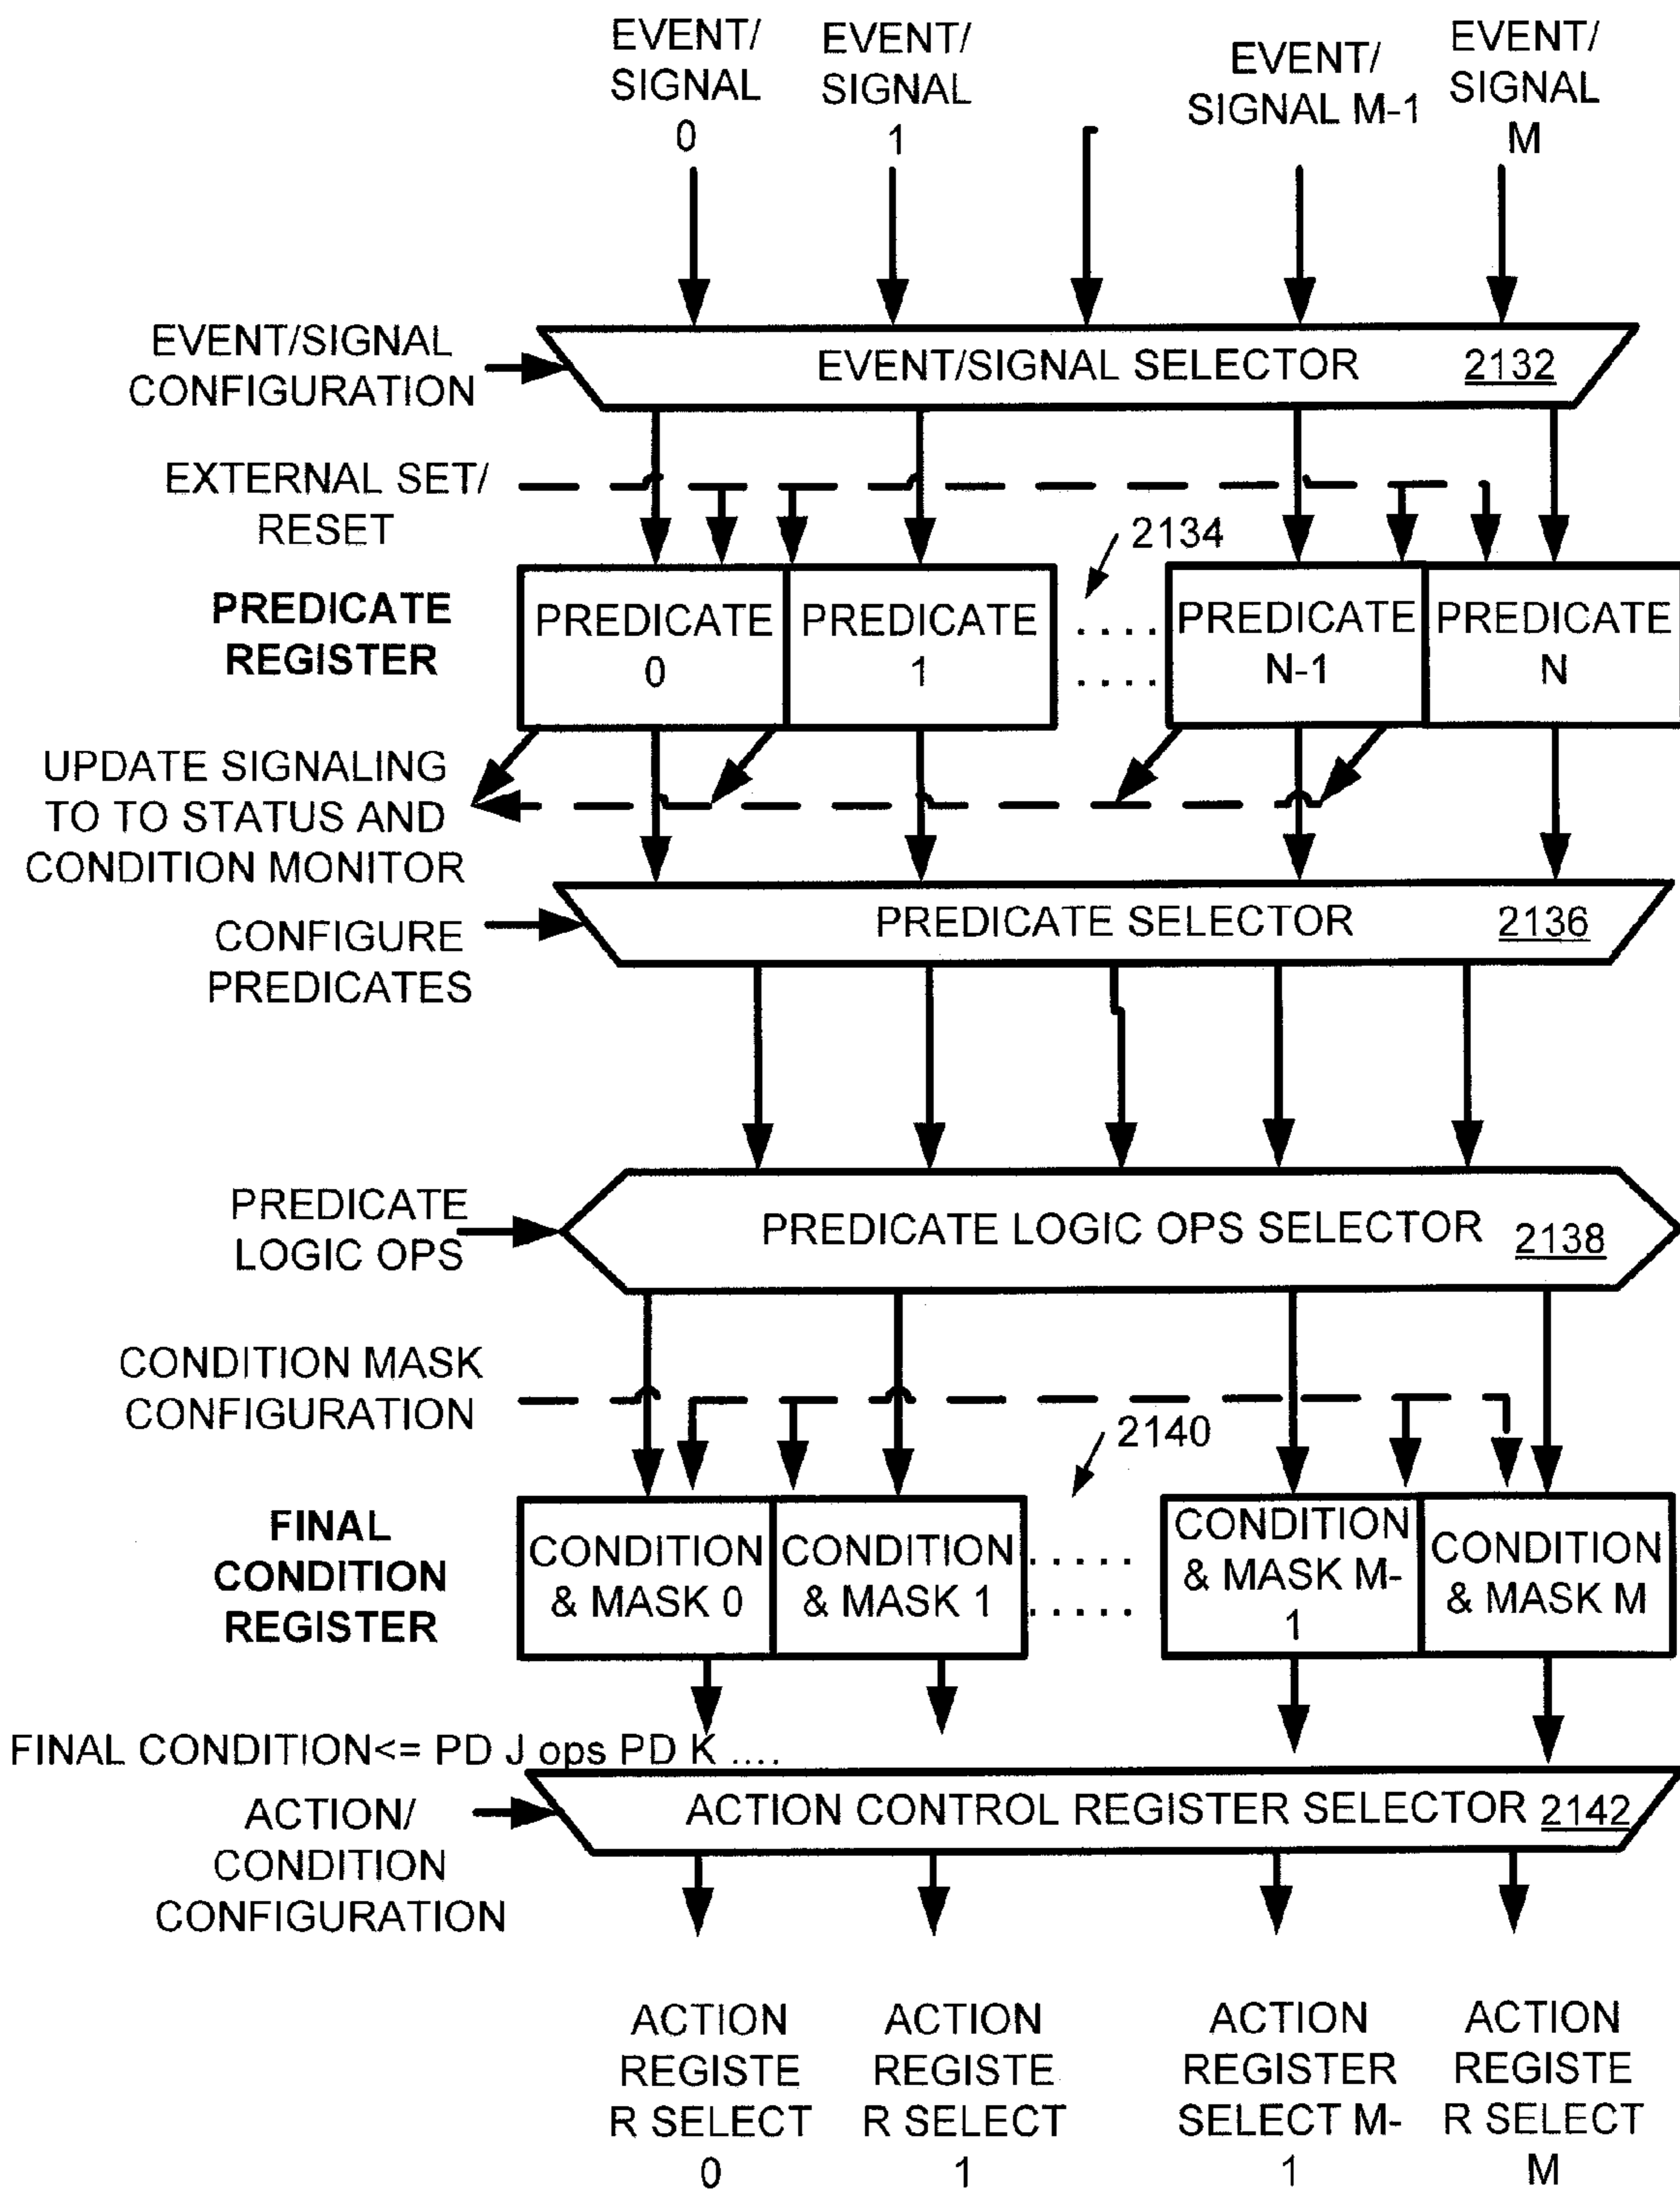 EVENT/
SIGNAL
0
EVENT/
SIGNAL
1
EVENT/
SIGNAL M-1
EVENT/
SIGNAL
M
EVENT/SIGNAL
CONFIGURATION
EVENT/SIGNAL SELECTOR 2132
EXTERNAL SET/
RESET
2134
PREDICATE
REGISTER
PREDICATE
0
PREDICATE
1
....
....
PREDICATE
N-1
PREDICATE
N
UPDATE SIGNALING
TO TO STATUS AND
CONDITION MONITOR
CONFIGURE
PREDICATES
PREDICATE SELECTOR 2136
PREDICATE
LOGIC OPS
PREDICATE LOGIC OPS SELECTOR 2138
CONDITION MASK
CONFIGURATION
2140
FINAL
CONDITION
REGISTER
CONDITION
& MASK 0
CONDITION
& MASK 1
.....
.....
CONDITION
& MASK M-
1
CONDITION
& MASK M
FINAL CONDITION<= PD J ops PD K ....
ACTION/
CONDITION
CONFIGURATION
ACTION CONTROL REGISTER SELECTOR 2142
ACTION
REGISTE
R SELECT
0
ACTION
REGISTE
R SELECT
1
ACTION
REGISTER
SELECT M-
1
ACTION
REGISTE
R SELECT
M